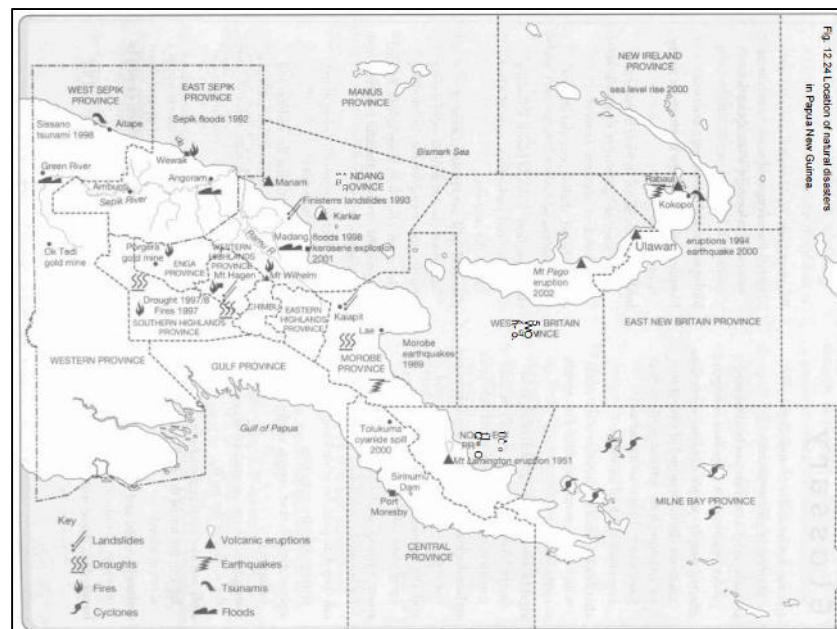 Fig. 12.24 Location of natural disasters
in Papua New Guinea.
WEST SEPIK
PROVINCE
EAST SEPIK
PROVINCE
Sepik floods 1992
MANUS
PROVINCE
NEW IRELAND
PROVINCE
sea level rise 2000
Sissano
tsunami 1998
Aitape
Bismark Sea
Wewak
Green River
Angoram
Ambunti
Sepik River
Manam
NDANG
PROVINCE
Finisterre landslides 1993
Karkar
Rabaul
Kokopo
Ramu R
Madang
floods 1998
kerosene explosion
2001
Ulawan
eruptions 1994
earthquake 2000
Ok Tedi
gold mine
Porgera
gold mine
ENGA
PROVINCE
WESTERN
HIGHLANDS
PROVINCE
Mt Hagen
Mt Wilhelm
Mt Pago
eruption
2002
Drought 1997/8
Fires 1997
SOUTHERN HIGHLANDS
PROVINCE
CHIMBU
EASTERN
HIGHLANDS
PROVINCE
Kaiapit
Lae
MOROBE
PROVINCE
Morobe
earthquakes
1989
BRITAIN
EAST NEW BRITAIN PROVINCE
WESTERN PROVINCE
GULF PROVINCE
Gulf of Papua
Tolukuma
cyanide spill
2000
Mt Lamington eruption 1951
Sirinumu
Dam
Port
Moresby
MILNE BAY PROVINCE
CENTRAL
PROVINCE
Key
Landslides
Droughts
Fires
Cyclones
Volcanic eruptions
Earthquakes
Tsunamis
Floods